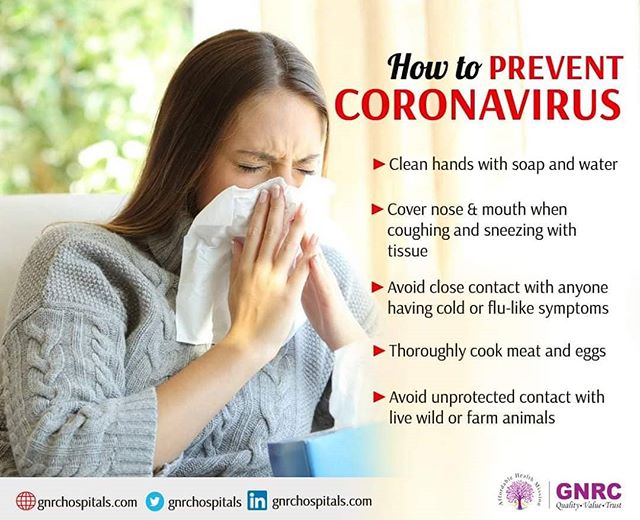 How to PREVENT
CORONAVIRUS
Clean hands with soap and water
Cover nose & mouth when
coughing and sneezing with
tissue
Avoid close contact with anyone
having cold or flu-like symptoms
Thoroughly cook meat and eggs
Avoid unprotected contact with
live wild or farm animals
gnrchospitals.com gnrchospitals in gnrchospitals.com
Affordable Health Mission
GNRC
Quality•Value•Trust